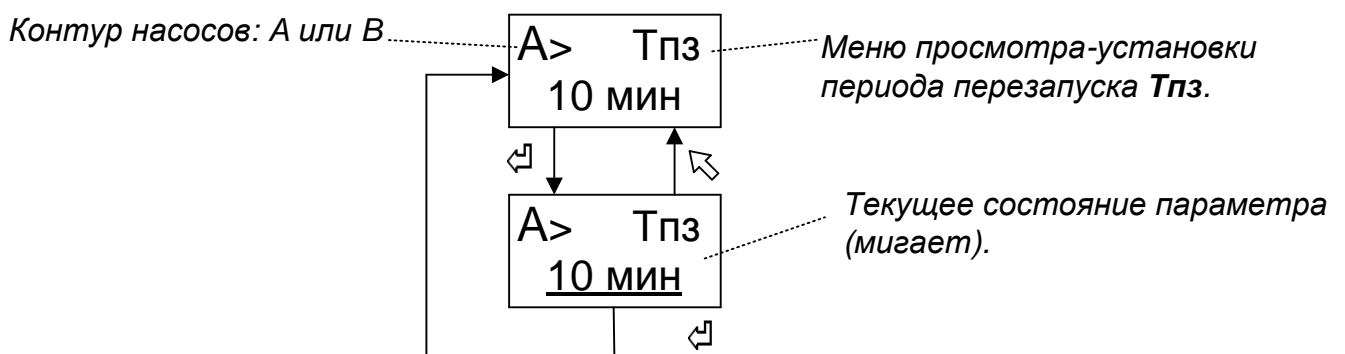 Контур насосов: А или В
А> Тпз
10 мин
Меню просмотра-установки
периода перезапуска Тпз.
А> Тпз
10 мин
Текущее состояние параметра
(мигает).